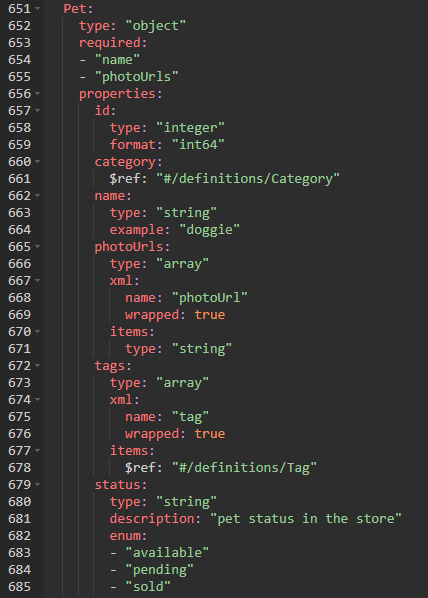 651 Pet:
652   type: "object"
653   required:
654   - "name"
655   - "photoUrls"
656   properties:
657     id:
658       type: "integer"
659       format: "int64"
660     category:
661       $ref: "#/definitions/Category"
662     name:
663       type: "string"
664       example: "doggie"
665     photoUrls:
666       type: "array"
667       xml:
668         name: "photoUrl"
669         wrapped: true
670       items:
671         type: "string"
672     tags:
673       type: "array"
674       xml:
675         name: "tag"
676         wrapped: true
677       items:
678         $ref: "#/definitions/Tag"
679     status:
680       type: "string"
681       description: "pet status in the store"
682       enum:
683       - "available"
684       - "pending"
685       - "sold"